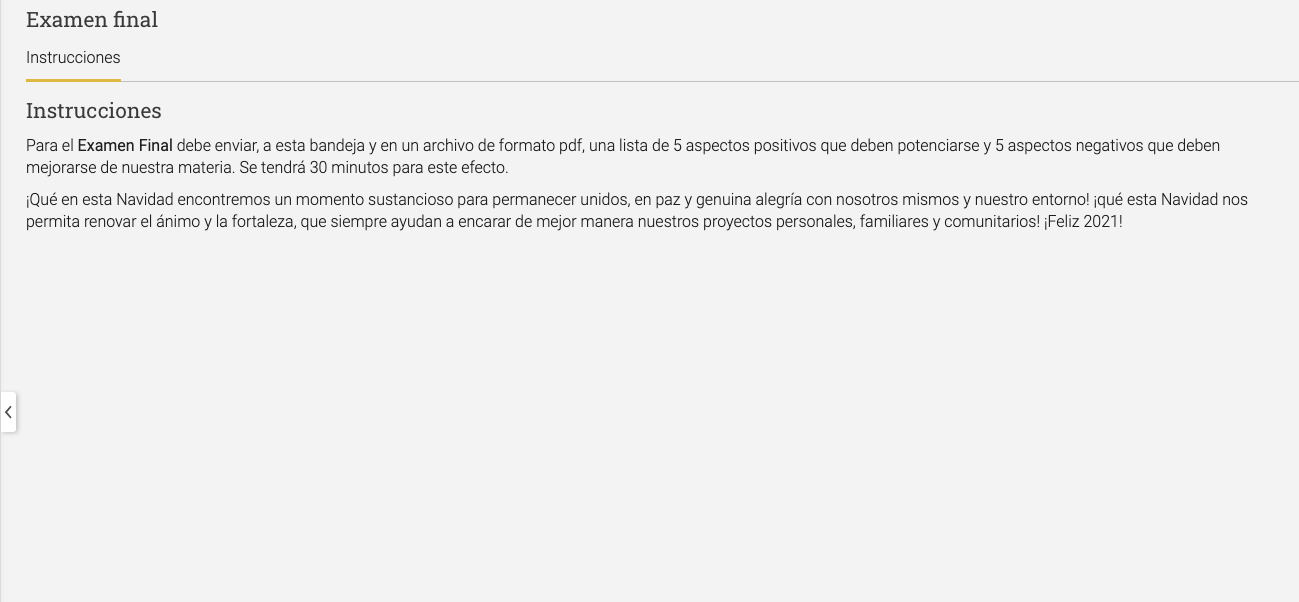 Examen final
Instrucciones
Instrucciones
Para el Examen Final debe enviar, a esta bandeja y en un archivo de formato pdf, una lista de 5 aspectos positivos que deben potenciarse y 5 aspectos negativos que deben
mejorarse de nuestra materia. Se tendrá 30 minutos para este efecto.
¡Qué en esta Navidad encontremos un momento sustancioso para permanecer unidos, en paz y genuina alegría con nosotros mismos y nuestro entorno! ¡qué esta Navidad nos
permita renovar el ánimo y la fortaleza, que siempre ayudan a encarar de mejor manera nuestros proyectos personales, familiares y comunitarios! ¡Feliz 2021!